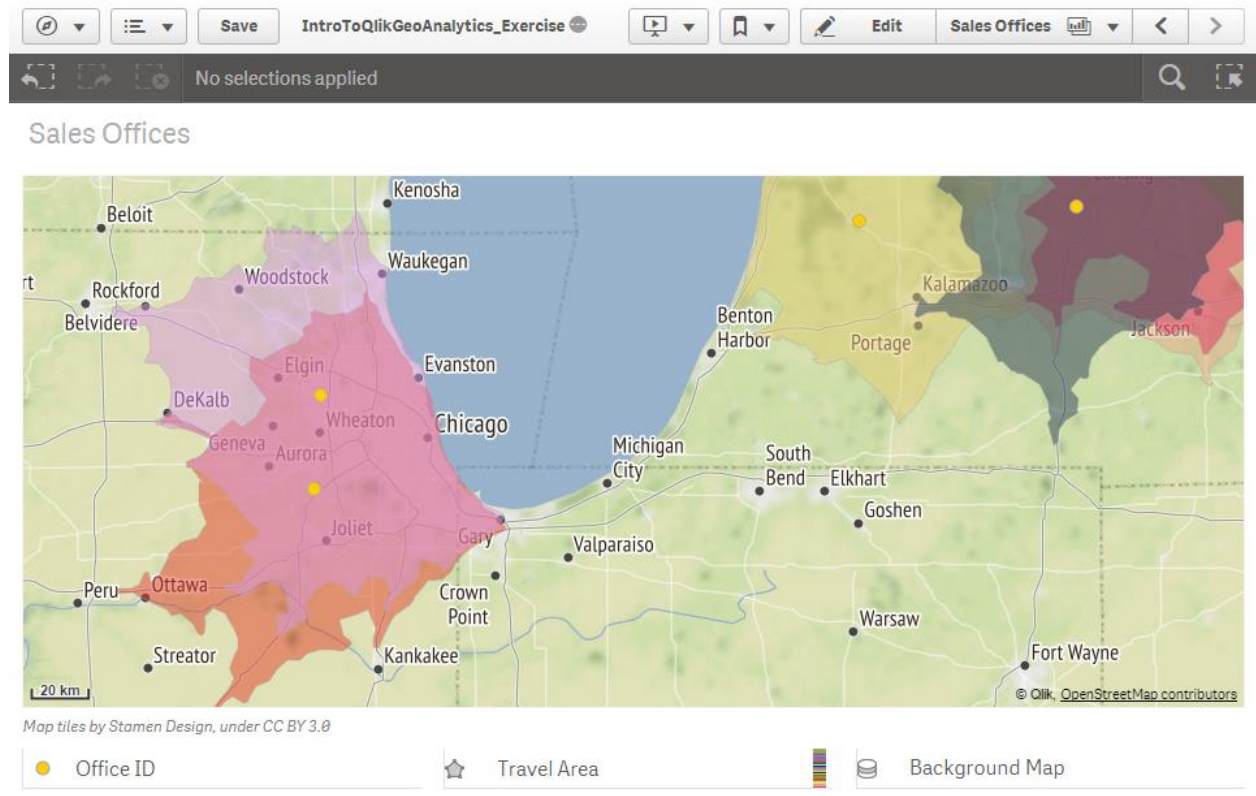 Save
IntroToQlikGeoAnalytics_Exercise
Edit
Sales Offices
No selections applied
Sales Offices
Kenosha
Beloit
Waukegan
Woodstock
rt
Rockford
Belvidere
Kalamazoo
Benton
Harbor
Portage
Jackson
Elgin
Evanston
DeKalb
Wheaton
Chicago
Geneva
Aurora
Michigan
City
South
Bend
Elkhart
Goshen
Joliet
Gary
Valparaiso
Peru
Ottawa
Crown
Point
Warsaw
Streator
Kankakee
Fort Wayne
20 km
© Qlik, OpenStreetMap contributors
Map tiles by Stamen Design, under CC BY 3.0
Office ID
Travel Area
Background Map